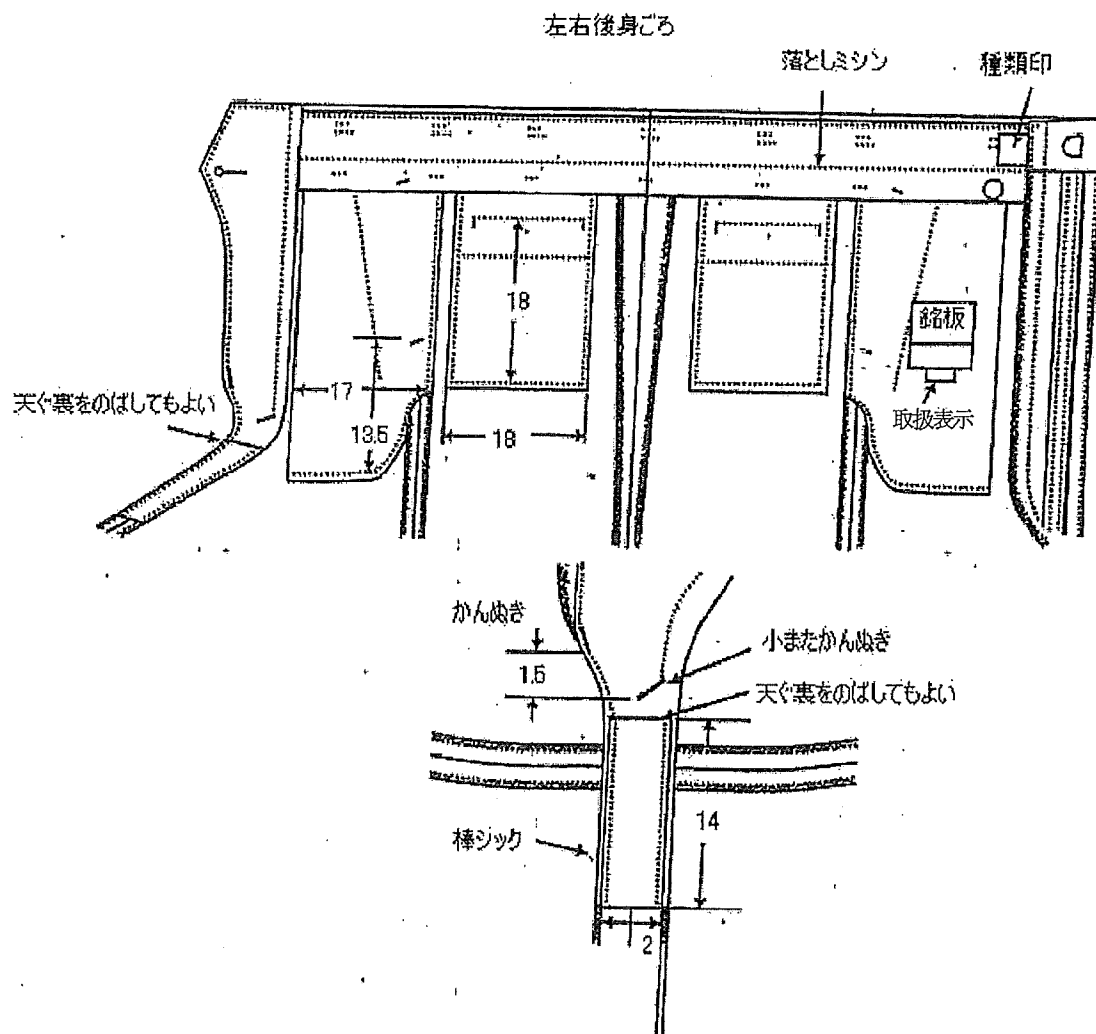 左右後身ごろ
落としミシン
種類印
18
銘板
17
天ぐ裏をのばしてもよい
13.5
18
取扱表示
かんぬき
小またかんぬき
1.5
天ぐ裏をのばしてもよい
14
棒シック
2